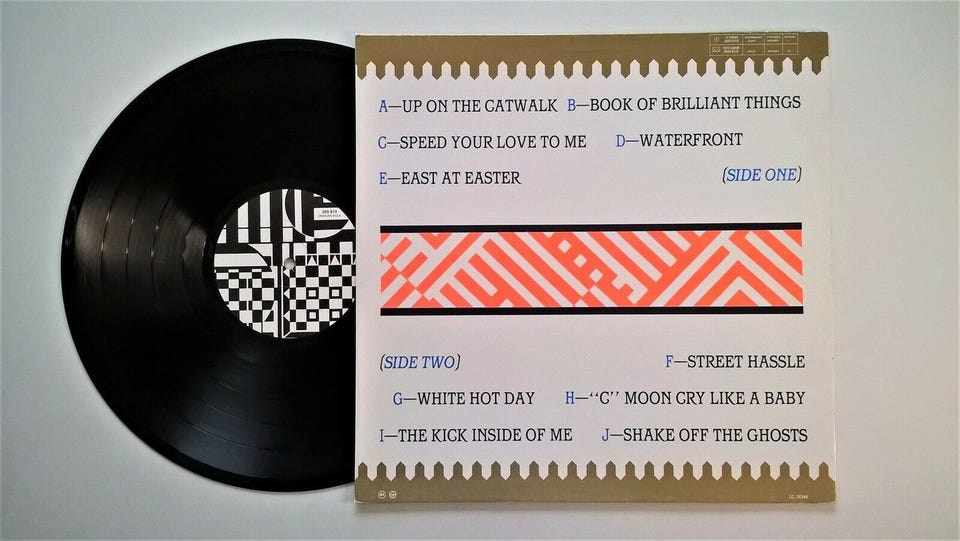 A—UP ON THE CATWALK B—BOOK OF BRILLIANT THINGS
C—SPEED YOUR LOVE TO ME D—WATERFRONT
E—EAST AT EASTER (SIDE ONE)
(SIDE TWO) F—STREET HASSLE
G—WHITE HOT DAY H—“C” MOON CRY LIKE A BABY
I—THE KICK INSIDE OF ME J—SHAKE OFF THE GHOSTS